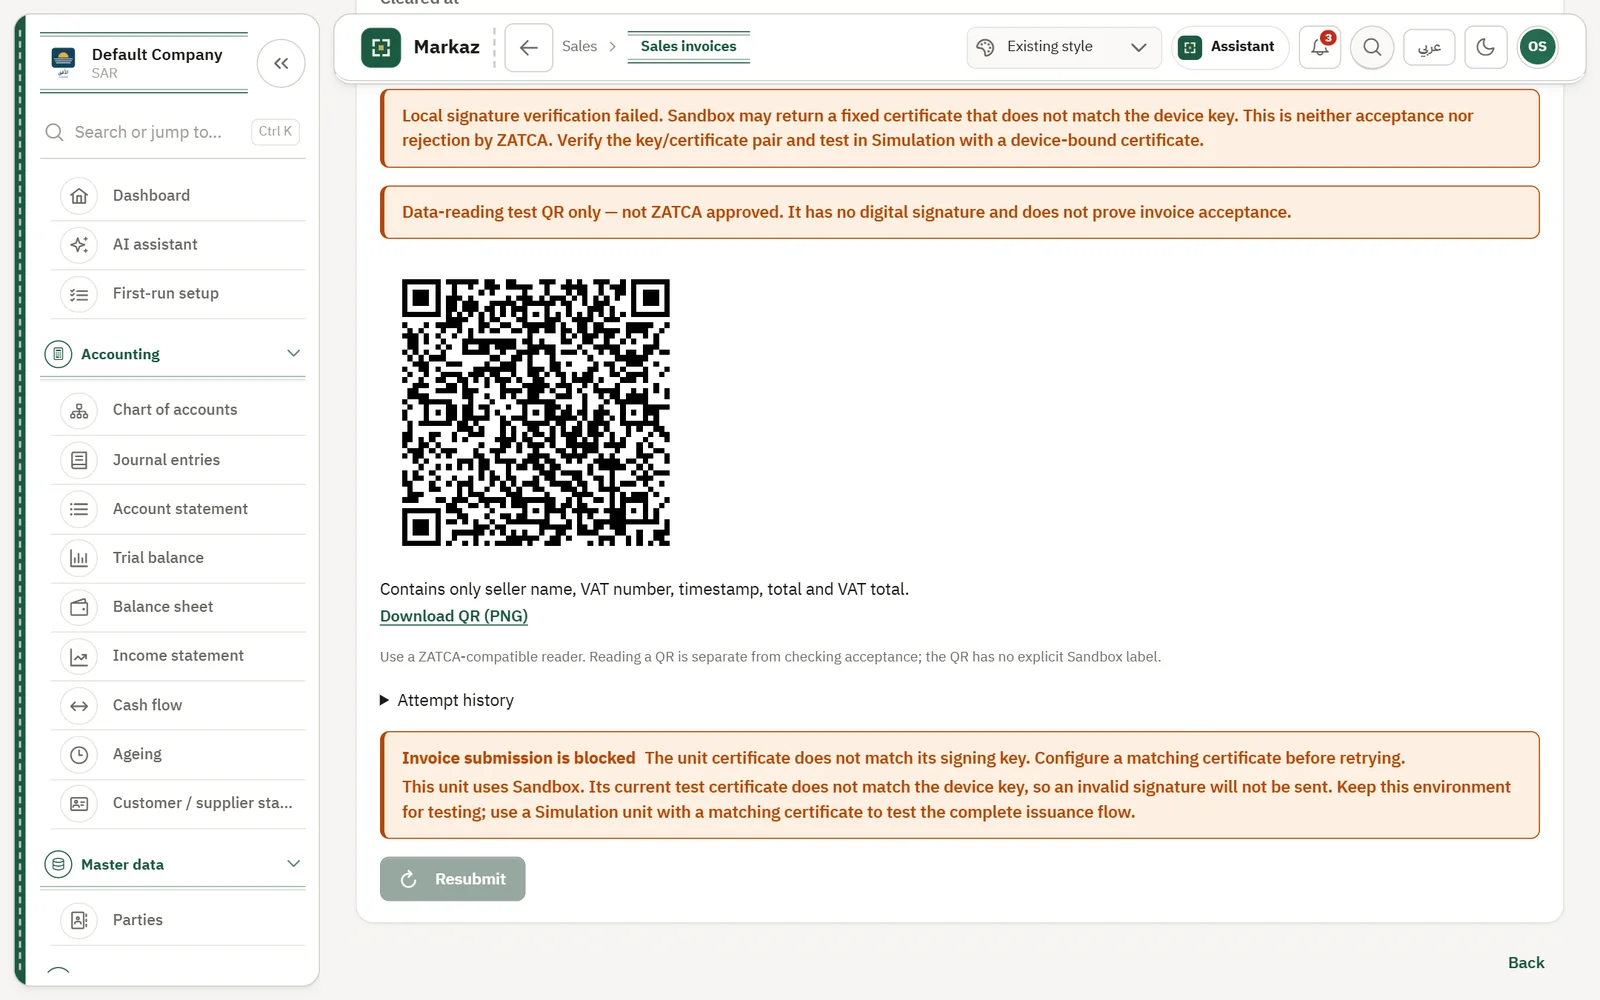 Cleared at
Default Company
SAR
Markaz
Sales
Sales invoices
Existing style
Assistant
3
عربي
OS
Search or jump to...
Ctrl K
Dashboard
AI assistant
First-run setup
Accounting
Chart of accounts
Journal entries
Account statement
Trial balance
Balance sheet
Income statement
Cash flow
Ageing
Customer / supplier sta...
Master data
Parties
Local signature verification failed. Sandbox may return a fixed certificate that does not match the device key. This is neither acceptance nor
rejection by ZATCA. Verify the key/certificate pair and test in Simulation with a device-bound certificate.
Data-reading test QR only — not ZATCA approved. It has no digital signature and does not prove invoice acceptance.
Contains only seller name, VAT number, timestamp, total and VAT total.
Download QR (PNG)
Use a ZATCA-compatible reader. Reading a QR is separate from checking acceptance; the QR has no explicit Sandbox label.
Attempt history
Invoice submission is blocked The unit certificate does not match its signing key. Configure a matching certificate before retrying.
This unit uses Sandbox. Its current test certificate does not match the device key, so an invalid signature will not be sent. Keep this environment
for testing; use a Simulation unit with a matching certificate to test the complete issuance flow.
Resubmit
Back